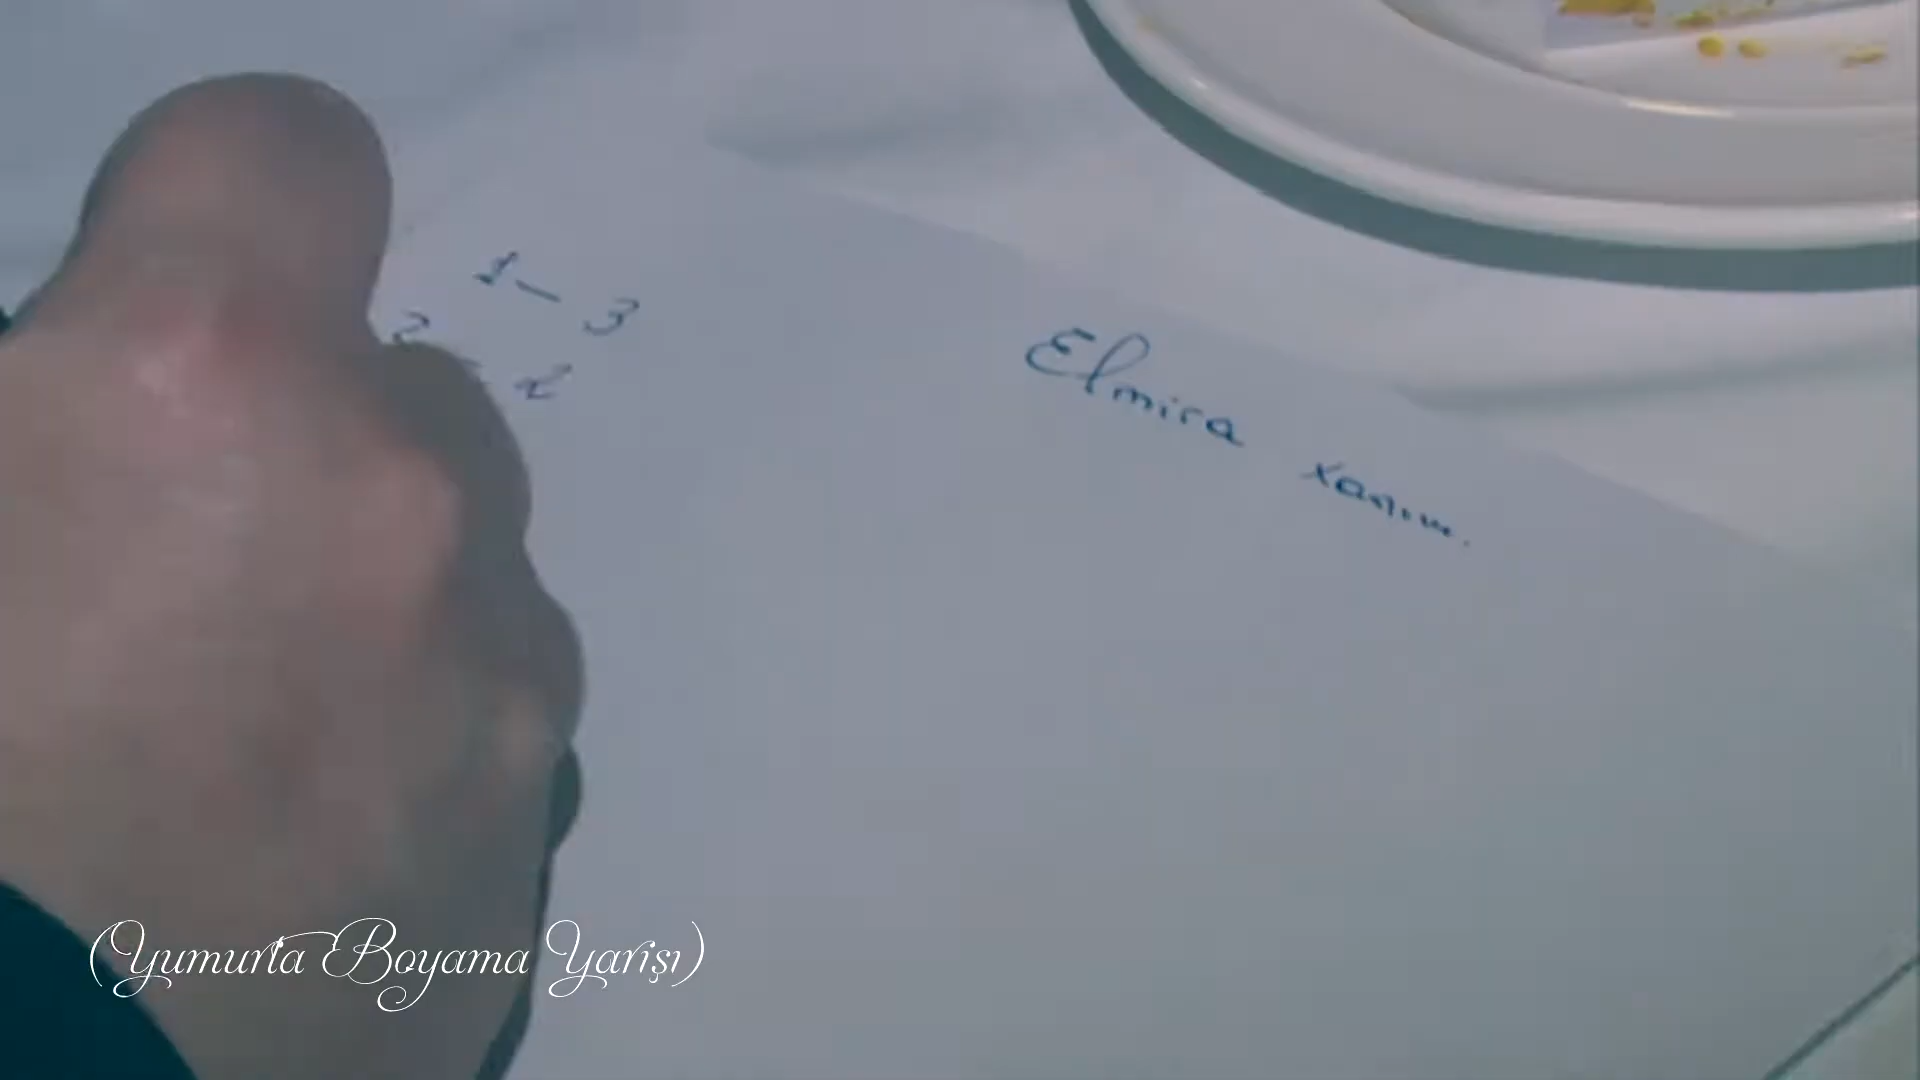 1 – 3
2 – 2
Elmira xanım.
(Yumurta Boyama Yarışı)